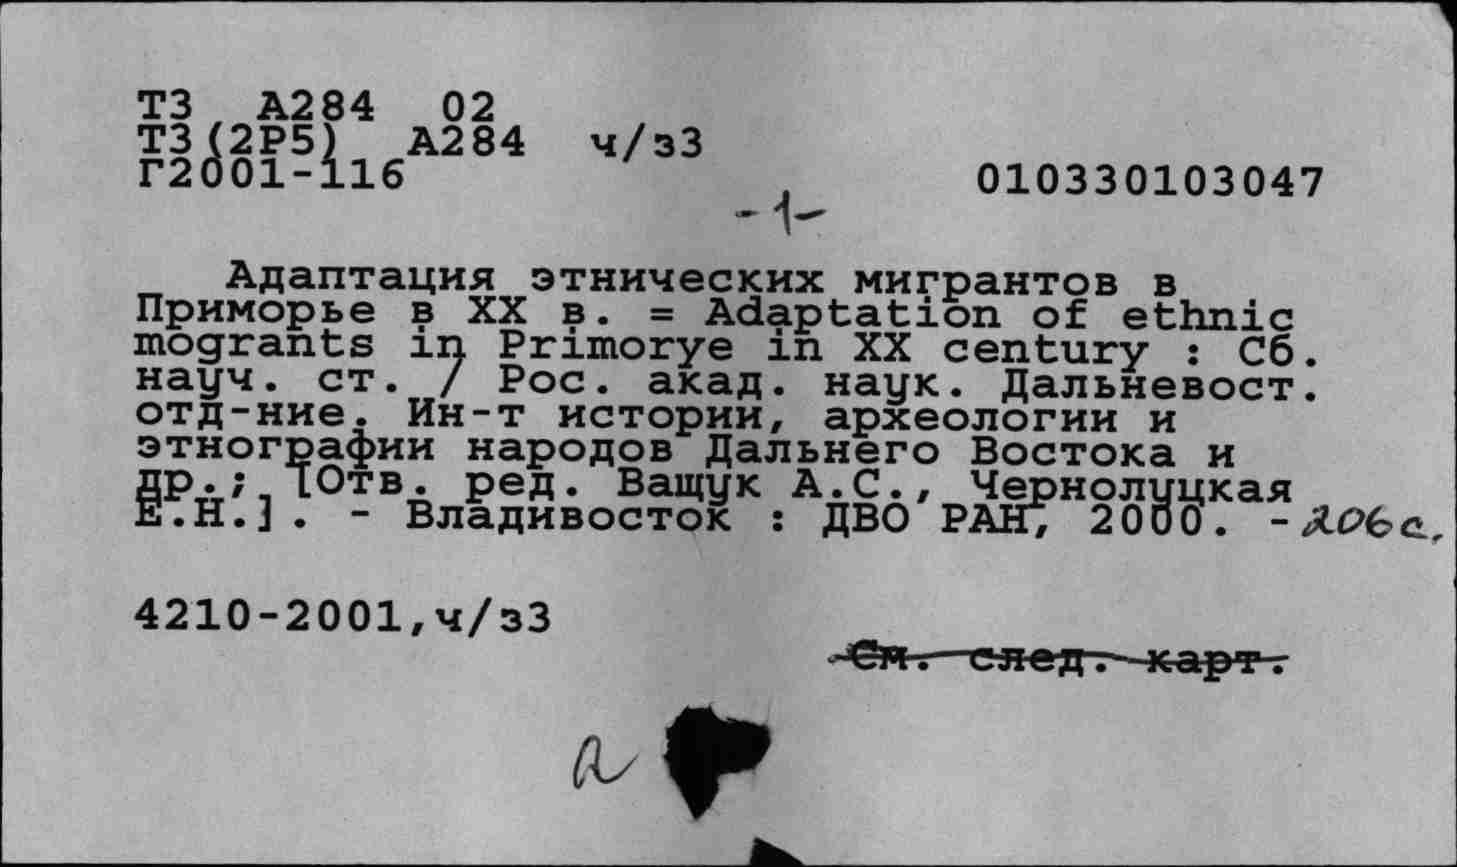 Т3 А284 02
Т3(2Р5) А284 ч/з3
Г2001-116
010330103047
-1-
Адаптация этнических мигрантов в
Приморье в XX в. = Adaptation of ethnic
mogrants in Primorye in XX century : Сб.
науч. ст. / Рос. акад. наук. Дальневост.
отд-ние. Ин-т истории, археологии и
этнографии народов Дальнего Востока и
др.; [Отв. ред. Ващук А.С., Чернолуцкая
Е.Н.]. - Владивосток : ДВО РАН, 2000. - 206 с.
4210-2001,ч/з3
См. след. карт.
а